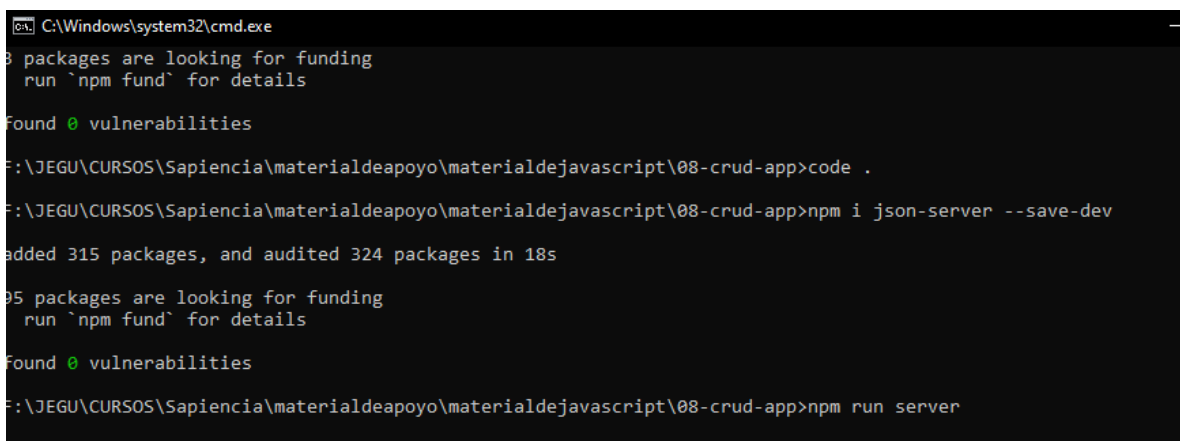 C:\Windows\system32\cmd.exe
3 packages are looking for funding
run `npm fund` for details
found 0 vulnerabilities
F:\JEGU\CURSOS\Sapiencia\materialdeapoyo\materialdejavascript\08-crud-app>code .
F:\JEGU\CURSOS\Sapiencia\materialdeapoyo\materialdejavascript\08-crud-app>npm i json-server --save-dev
added 315 packages, and audited 324 packages in 18s
95 packages are looking for funding
run `npm fund` for details
found 0 vulnerabilities
F:\JEGU\CURSOS\Sapiencia\materialdeapoyo\materialdejavascript\08-crud-app>npm run server